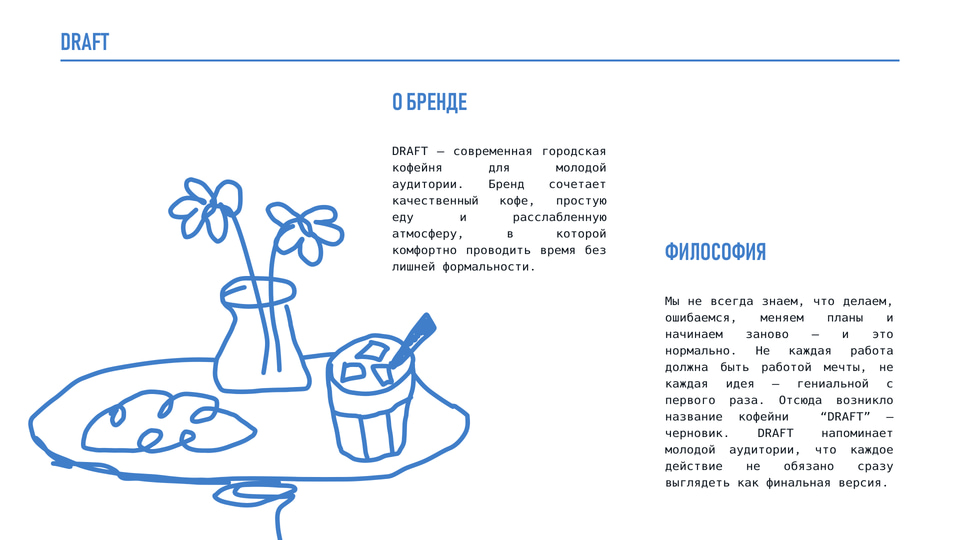 DRAFT
О БРЕНДЕ
DRAFT — современная городская
кофейня для молодой
аудитории. Бренд сочетает
качественный кофе, простую
еду и расслабленную
атмосферу, в которой
комфортно проводить время без
лишней формальности.
ФИЛОСОФИЯ
Мы не всегда знаем, что делаем,
ошибаемся, меняем планы и
начинаем заново — и это
нормально. Не каждая работа
должна быть работой мечты, не
каждая идея — гениальной с
первого раза. Отсюда возникло
название кофейни “DRAFT” —
черновик. DRAFT напоминает
молодой аудитории, что каждое
действие не обязано сразу
выглядеть как финальная версия.